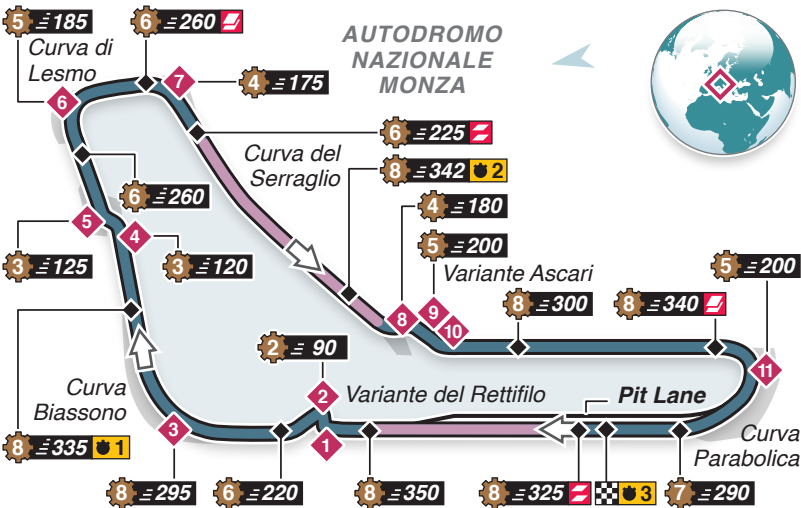 5 185
6 260
Curva di
Lesmo
AUTODROMO
NAZIONALE
MONZA
7
4 175
6
6 225
Curva del
Serraglio
8 342 2
6 260
4 180
5
4
5 200
3 125
3 120
Variante Ascari
5 200
9
8
10
8 300
8 340
2 90
11
Curva
Biassono
2
Variante del Rettifilo
Pit Lane
3
1
Curva
Parabolica
8 335 1
8 295
6 220
8 350
8 325
3
7 290